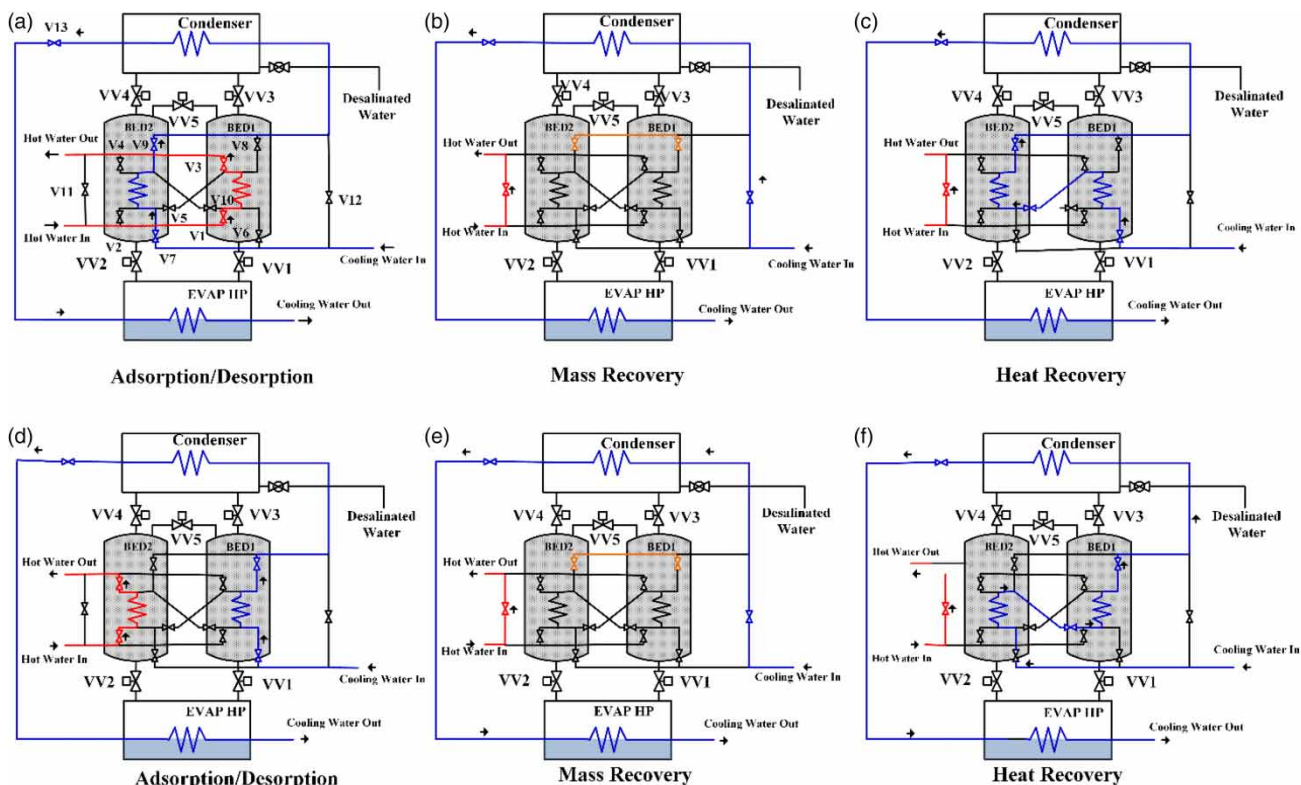 (a)
V13
Condenser
VV4
VV3
Desalinated
Water
VV5
BED2
BED1
Hot Water Out
V4
V9
V8
V3
V11
V10
V12
V5
Hot Water In
V2
V1
V6
V7
Cooling Water In
VV2
VV1
EVAP HP
Cooling Water Out
Adsorption/Desorption
(b)
Condenser
VV4
VV3
Desalinated
Water
VV5
BED2
BED1
Hot Water Out
Hot Water In
Cooling Water In
VV2
VV1
EVAP HP
Cooling Water Out
Mass Recovery
(c)
Condenser
VV4
VV3
Desalinated
Water
VV5
BED2
BED1
Hot Water Out
Hot Water In
Cooling Water In
VV2
VV1
EVAP HP
Cooling Water Out
Heat Recovery
(d)
Condenser
VV4
VV3
Desalinated
Water
VV5
BED2
BED1
Hot Water Out
Hot Water In
Cooling Water In
VV2
VV1
EVAP HP
Cooling Water Out
Adsorption/Desorption
(e)
Condenser
VV4
VV3
Desalinated
Water
VV5
BED2
BED1
Hot Water Out
Hot Water In
Cooling Water In
VV2
VV1
EVAP HP
Cooling Water Out
Mass Recovery
(f)
Condenser
VV4
VV3
Desalinated
Water
VV5
BED2
BED1
Hot Water Out
Hot Water In
Cooling Water In
VV2
VV1
EVAP HP
Cooling Water Out
Heat Recovery